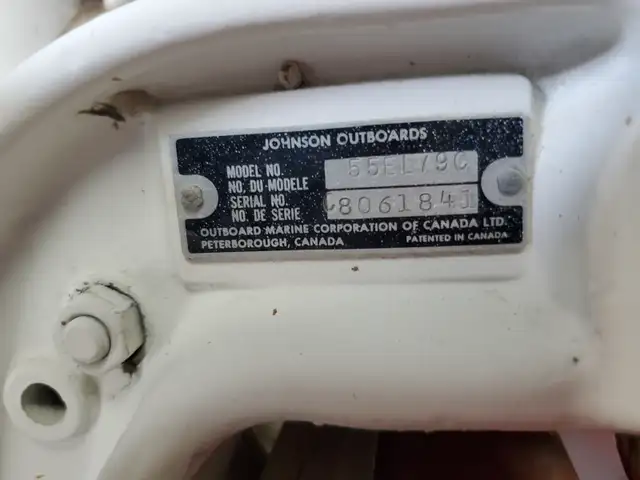 JOHNSON OUTBOARDS
MODEL NO. 55EL79C
NO. DU MODELE
SERIAL NO. C806184J
NO. DE SERIE
OUTBOARD MARINE CORPORATION OF CANADA LTD.
PETERBOROUGH, CANADA PATENTED IN CANADA